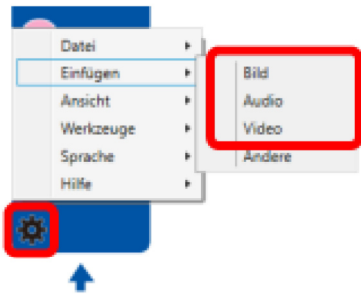 Datei
Einfügen
Ansicht
Werkzeuge
Sprache
Hilfe
Bild
Audio
Video
Andere